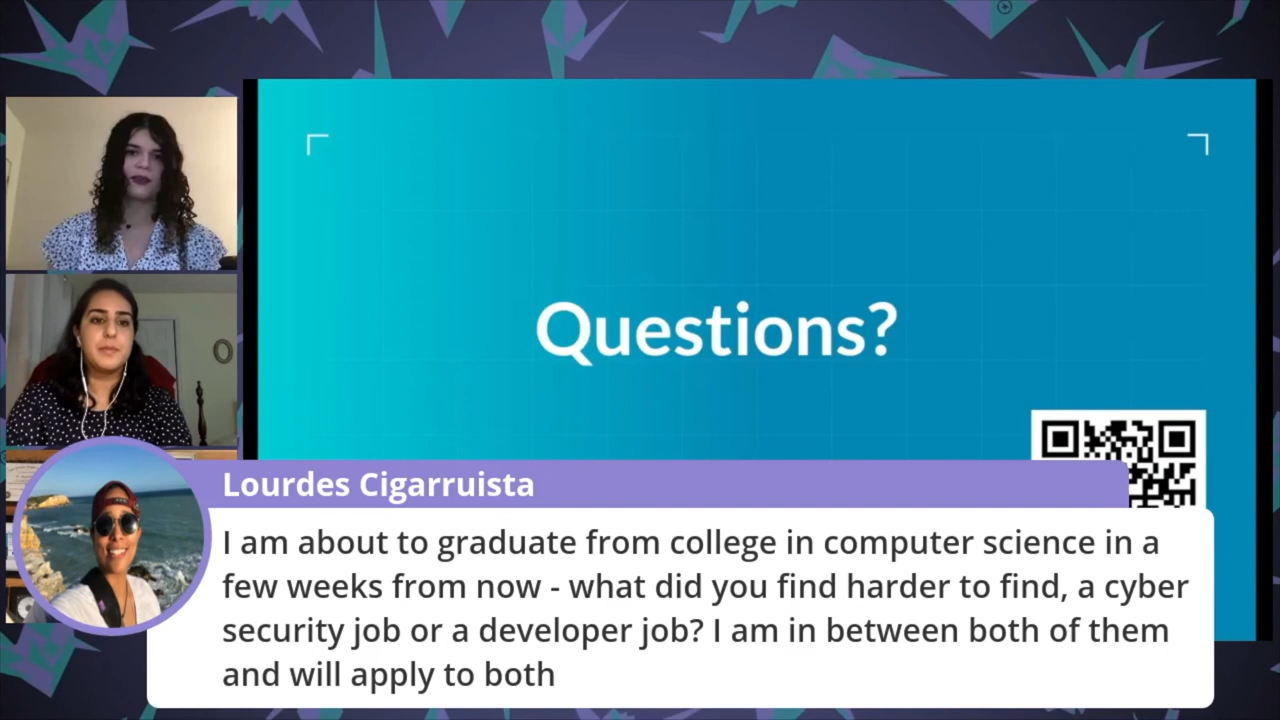 Questions?
Lourdes Cigarruista
I am about to graduate from college in computer science in a
few weeks from now - what did you find harder to find, a cyber
security job or a developer job? I am in between both of them
and will apply to both